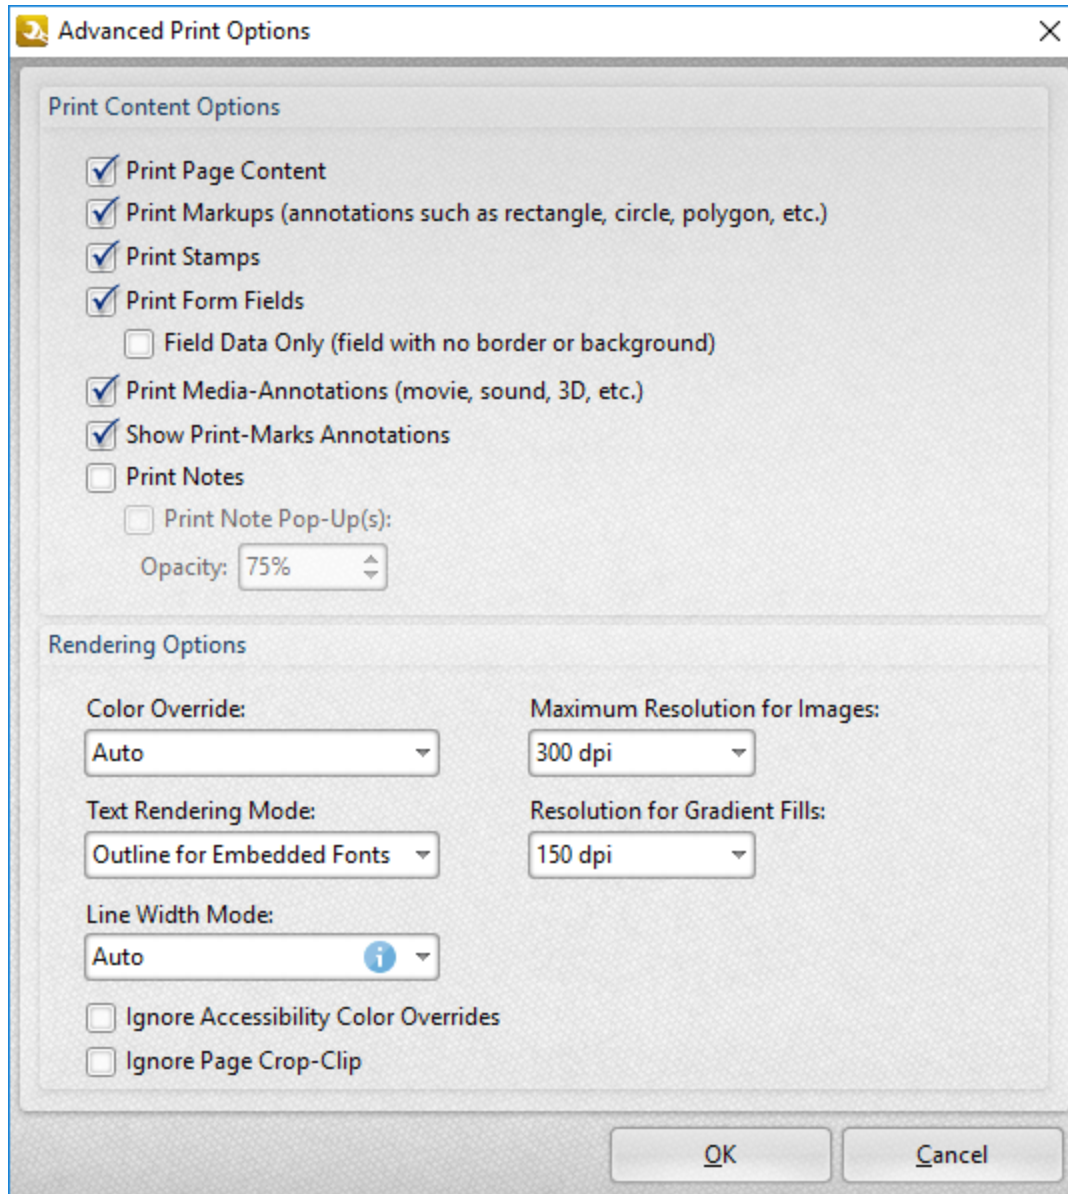 Advanced Print Options
Print Content Options
Print Page Content
Print Markups (annotations such as rectangle, circle, polygon, etc.)
Print Stamps
Print Form Fields
Field Data Only (field with no border or background)
Print Media-Annotations (movie, sound, 3D, etc.)
Show Print-Marks Annotations
Print Notes
Print Note Pop-Up(s):
Opacity: 75%
Rendering Options
Color Override:
Auto
Maximum Resolution for Images:
300 dpi
Text Rendering Mode:
Outline for Embedded Fonts
Resolution for Gradient Fills:
150 dpi
Line Width Mode:
Auto
Ignore Accessibility Color Overrides
Ignore Page Crop-Clip
OK
Cancel